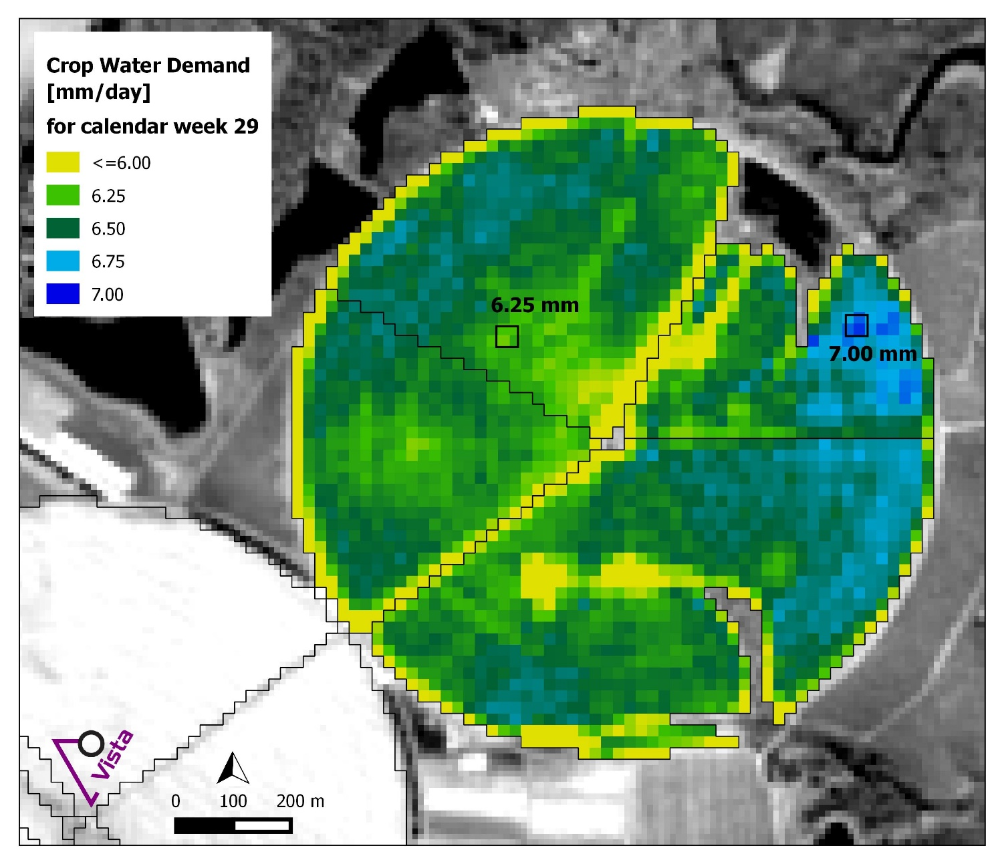 Crop Water Demand
[mm/day]
for calendar week 29
<=6.00
6.25
6.50
6.75
7.00
6.25 mm
7.00 mm
Vista
0 100 200 m